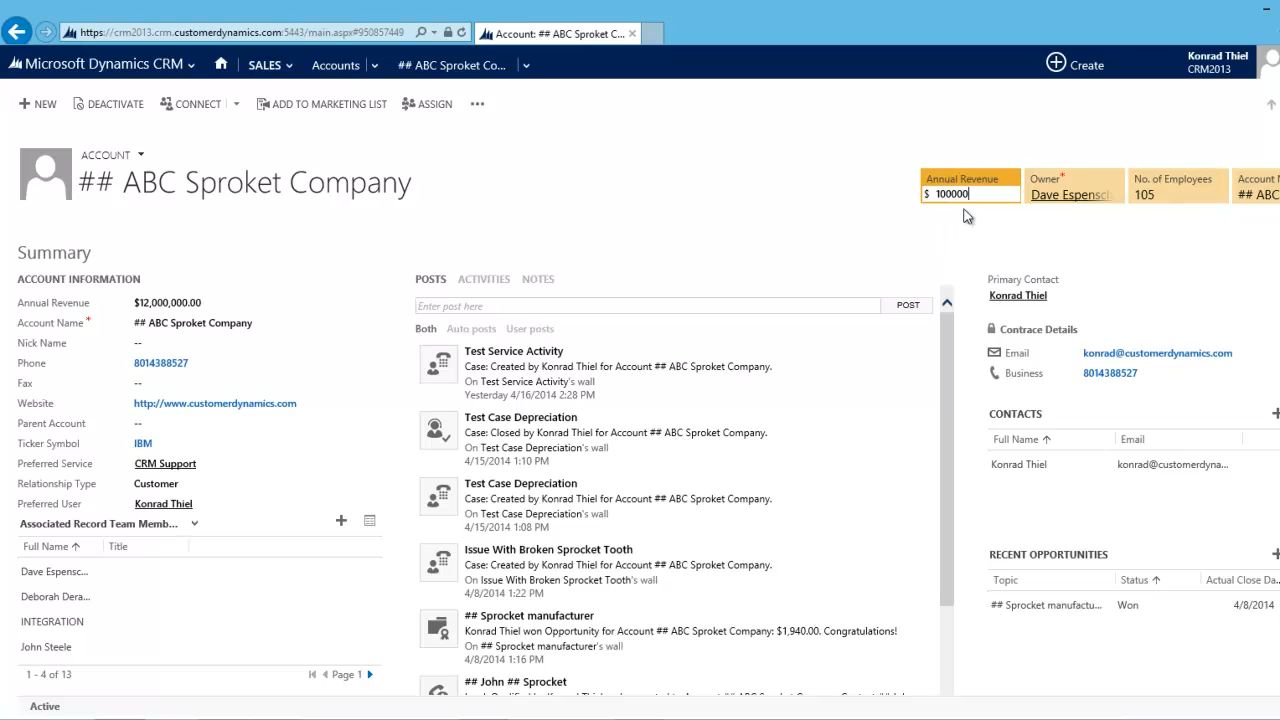 https://crm2013.crm.customerdynamics.com:5443/main.aspx#950857449
Account: ## ABC Sproket C... ×
Microsoft Dynamics CRM
SALES
Accounts
## ABC Sproket Co...
Create
Konrad Thiel
CRM2013
NEW
DEACTIVATE
CONNECT
ADD TO MARKETING LIST
ASSIGN
•••
ACCOUNT
## ABC Sproket Company
Annual Revenue
$ 100000
Owner*
Dave Espensc
No. of Employees
105
Account
## ABC
Summary
ACCOUNT INFORMATION
Annual Revenue $12,000,000.00
Account Name * ## ABC Sproket Company
Nick Name --
Phone 8014388527
Fax --
Website http://www.customerdynamics.com
Parent Account --
Ticker Symbol IBM
Preferred Service CRM Support
Relationship Type Customer
Preferred User Konrad Thiel
Associated Record Team Memb...
Full Name Title
Dave Espensc...
Deborah Dera...
INTEGRATION
John Steele
1 - 4 of 13 Page 1
POSTS ACTIVITIES NOTES
Enter post here POST
Both Auto posts User posts
Test Service Activity
Case: Created by Konrad Thiel for Account ## ABC Sproket Company.
On Test Service Activity's wall
Yesterday 4/16/2014 2:28 PM
Test Case Depreciation
Case: Closed by Konrad Thiel for Account ## ABC Sproket Company.
On Test Case Depreciation's wall
4/15/2014 1:10 PM
Test Case Depreciation
Case: Created by Konrad Thiel for Account ## ABC Sproket Company.
On Test Case Depreciation's wall
4/15/2014 1:08 PM
Issue With Broken Sprocket Tooth
Case: Created by Konrad Thiel for Account ## ABC Sproket Company.
On Issue With Broken Sprocket Tooth's wall
4/8/2014 1:22 PM
## Sprocket manufacturer
Konrad Thiel won Opportunity for Account ## ABC Sproket Company: $1,940.00. Congratulations!
On ## Sprocket manufacturer's wall
4/8/2014 1:16 PM
## John ## Sprocket
Primary Contact
Konrad Thiel
Contrace Details
Email konrad@customerdynamics.com
Business 8014388527
CONTACTS
Full Name Email
Konrad Thiel konrad@customerdyna...
RECENT OPPORTUNITIES
Topic Status Actual Close Da...
## Sprocket manufactu... Won 4/8/2014
Active